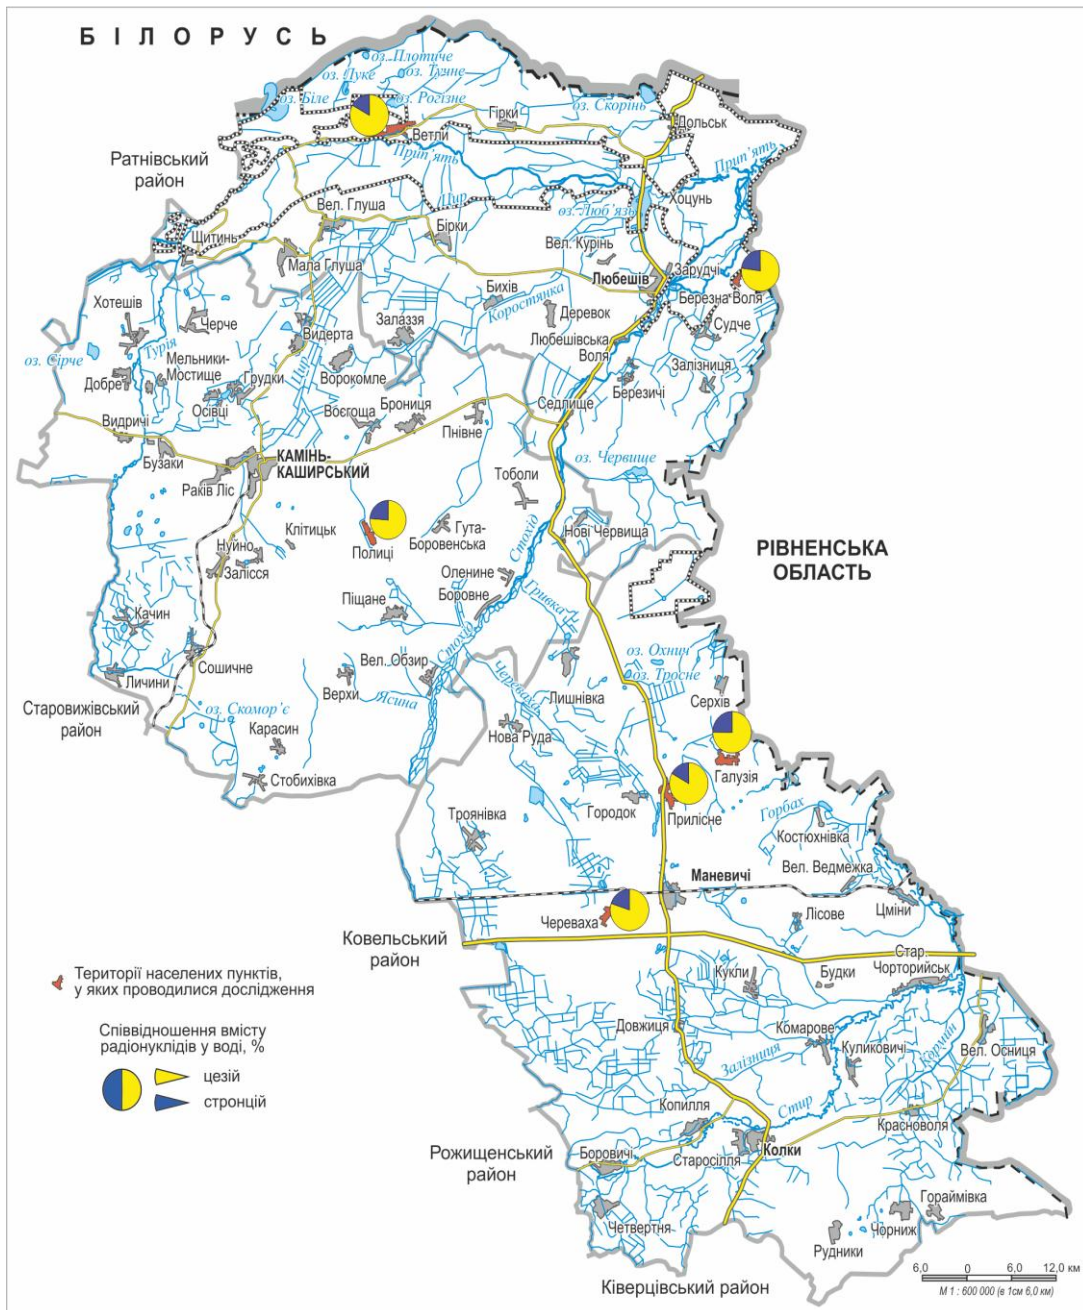 БІЛОРУСЬ
оз. Плотиче
оз. Луке
оз. Тучне
оз. Біле
оз. Рогізне
оз. Скорінь
Гірки
Ветли
Дольськ
Прип'ять
Прип'ять
Ратнівський
район
Цир
Хоцунь
Вел. Глуша
оз. Люб'язь
Бірки
Щитинь
Вел. Курінь
Мала Глуша
Любешів
Зарудчі
Бихів
Березна Воля
Хотешів
Коростянка
Черче
Залаззя
Деревок
Судче
Видерта
Любешівська
Воля
оз. Сірче
Турія
Мельники-
Мостище
Цир
Залізниця
Добре
Грудки
Ворокомле
Березичі
Осівці
Воєгоща
Брониця
Седлище
Видричі
Пнівне
Бузаки
КАМІНЬ-
КАШИРСЬКИЙ
оз. Червище
Раків Ліс
Тоболи
Клітицьк
Полиці
Гута-
Боровенська
Стохід
Нові Червища
РІВНЕНСЬКА
ОБЛАСТЬ
Нуйно
Залісся
Оленине
Боровне
Гривка
Піщане
Качин
Стохід
оз. Охнич
Сошичне
Вел. Обзир
оз. Тросне
Личини
Верхи
Ясина
Череваха
Лишнівка
Серхів
Старовижівський
район
оз. Скомор'є
Карасин
Нова Руда
Стобихівка
Галузія
Городок
Прилісне
Горбах
Троянівка
Костюхнівка
Вел. Ведмежка
Маневичі
Череваха
Лісове
Цміни
Ковельський
район
Стар.
Чорторийськ
Кукли
Будки
Території населених пунктів,
у яких проводилися дослідження
Довжиця
Комарове
Співвідношення вмісту
радіонуклідів у воді, %
Куликовичі
Кормин
Вел. Осниця
Залізниця
цезій
стронцій
Копилля
Стир
Красноволя
Рожищенський
район
Боровичі
Старосілля
Колки
Гораймівка
Четвертня
Чорниж
Рудники
Ківерцівський район
6,0 0 6,0 12,0 км
М 1 : 600 000 (в 1см 6,0 км)